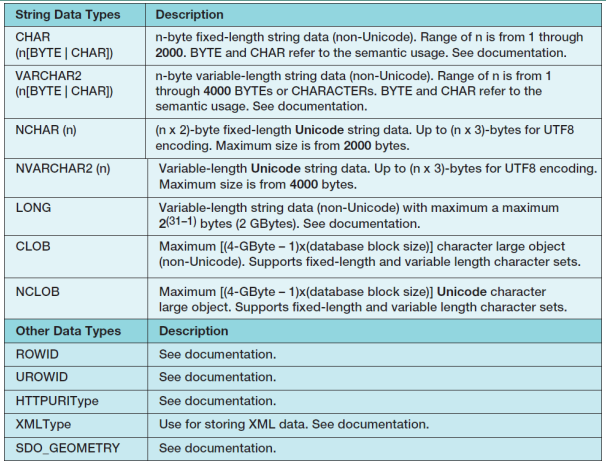 String Data Types Description
CHAR n-byte fixed-length string data (non-Unicode). Range of n is from 1 through
(n[BYTE | CHAR]) 2000. BYTE and CHAR refer to the semantic usage. See documentation.
VARCHAR2 n-byte variable-length string data (non-Unicode). Range of n is from 1
(n[BYTE | CHAR]) through 4000 BYTEs or CHARACTERs. BYTE and CHAR refer to the
semantic usage. See documentation.
NCHAR (n) (n x 2)-byte fixed-length Unicode string data. Up to (n x 3)-bytes for UTF8
encoding. Maximum size is from 2000 bytes.
NVARCHAR2 (n) Variable-length Unicode string data. Up to (n x 3)-bytes for UTF8 encoding.
Maximum size is from 4000 bytes.
LONG Variable-length string data (non-Unicode) with maximum a maximum
2(31–1) bytes (2 GBytes). See documentation.
CLOB Maximum [(4-GByte – 1)x(database block size)] character large object
(non-Unicode). Supports fixed-length and variable length character sets.
NCLOB Maximum [(4-GByte – 1)x(database block size)] Unicode character
large object. Supports fixed-length and variable length character sets.
Other Data Types Description
ROWID See documentation.
UROWID See documentation.
HTTPURIType See documentation.
XMLType Use for storing XML data. See documentation.
SDO_GEOMETRY See documentation.